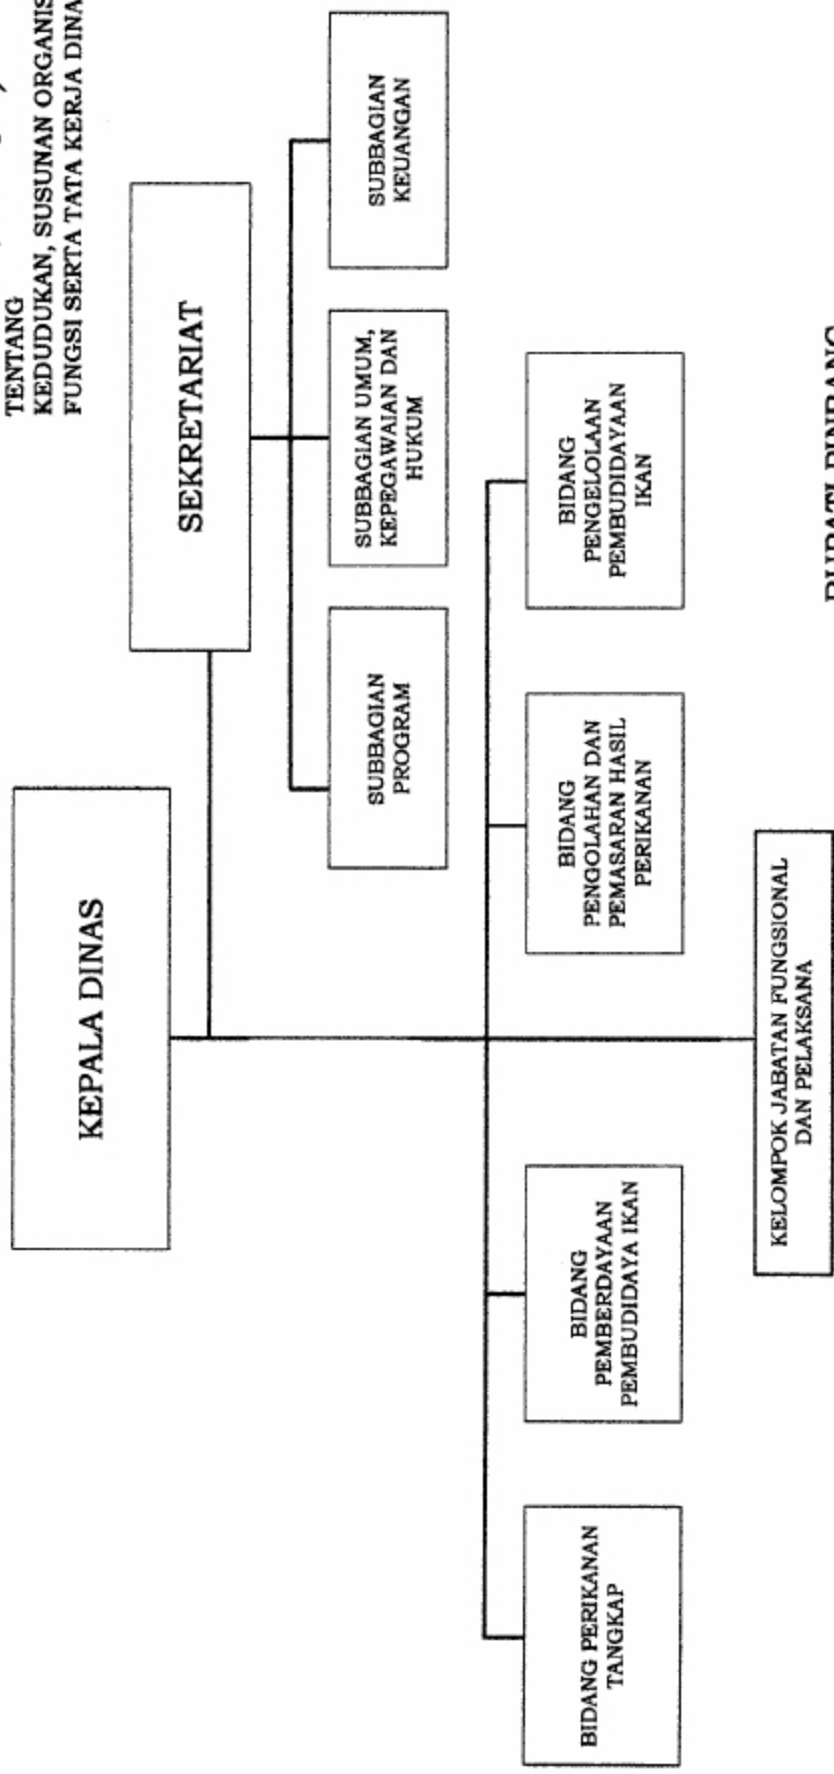 TENTANG
KEDUDUKAN, SUSUNAN ORGANIS
FUNGSI SERTA TATA KERJA DINA
KEPALA DINAS
SEKRETARIAT
SUBBAGIAN
PROGRAM
SUBBAGIAN UMUM,
KEPEGAWAIAN DAN
HUKUM
SUBBAGIAN
KEUANGAN
BIDANG PERIKANAN
TANGKAP
BIDANG
PEMBERDAYAAN
PEMBUDIDAYA IKAN
BIDANG
PENGOLAHAN DAN
PEMASARAN HASIL
PERIKANAN
BIDANG
PENGELOLAAN
PEMBUDIDAYAAN
IKAN
KELOMPOK JABATAN FUNGSIONAL
DAN PELAKSANA